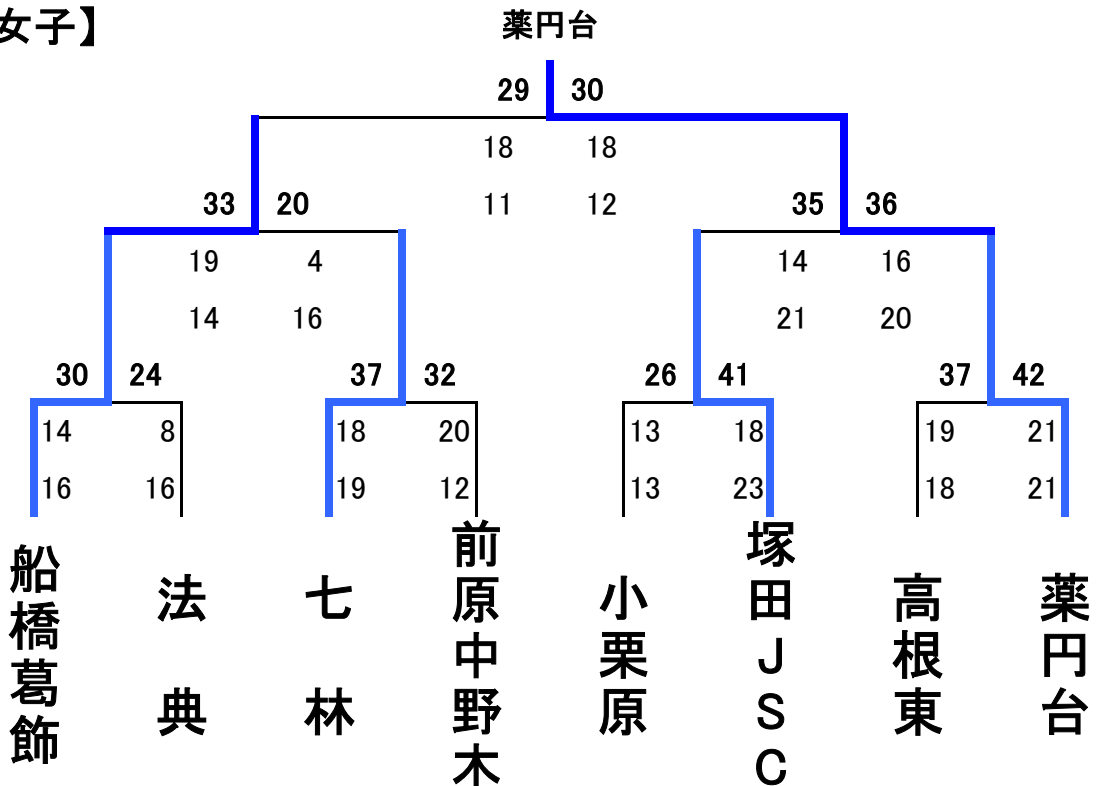 女子】
薬円台
29 30
18 18
33 20 11 12 35 36
19 4 14 16
14 16 21 20
30 24 37 32 26 41 37 42
14 8 18 20 13 18 19 21
16 16 19 12 13 23 18 21
船橋葛飾
法典
七林
前原中野木
小栗原
塚田JSC
高根東
薬円台